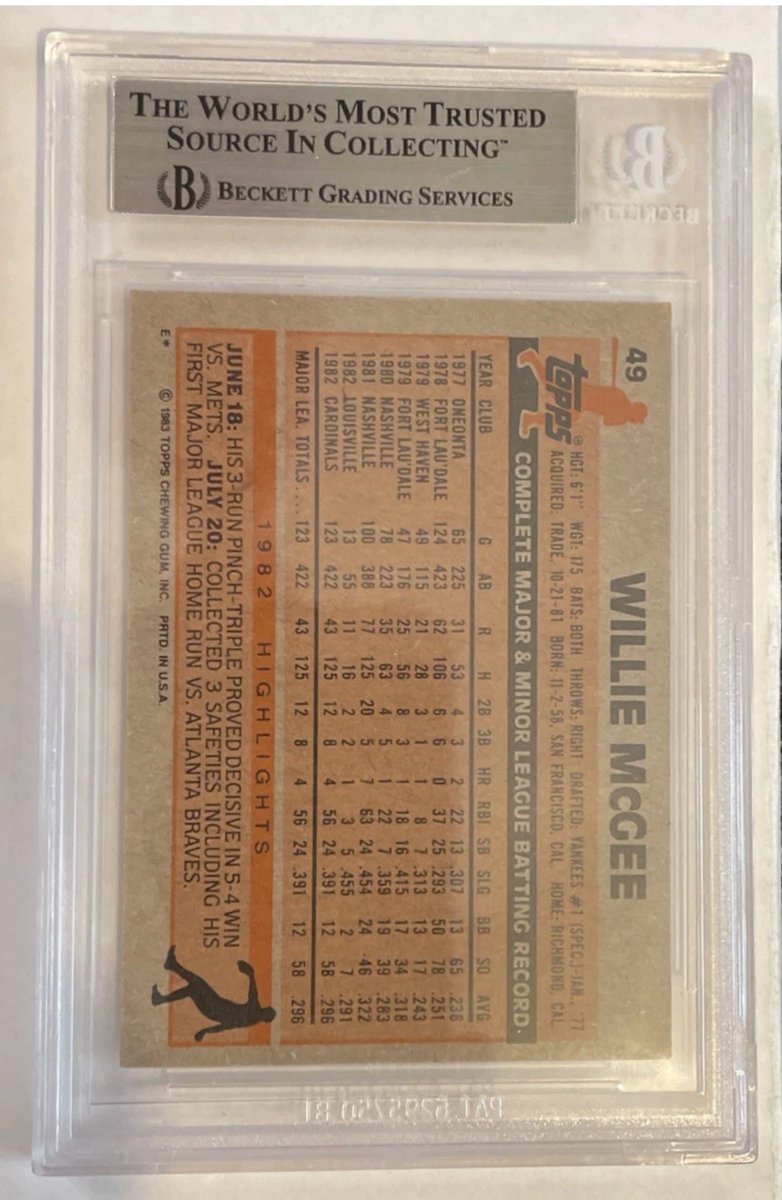 THE WORLD'S MOST TRUSTED
SOURCE IN COLLECTING™
B BECKETT GRADING SERVICES
B
BECKETT
49
WILLIE McGEE
topps®
HGT: 6'1" WGT: 175 BATS: BOTH THROWS: RIGHT DRAFTED: YANKEES #1 (SPEC.)-JAN., '77
ACQUIRED: TRADE, 10-21-81 BORN: 11-2-58, SAN FRANCISCO, CAL. HOME: RICHMOND, CAL.
COMPLETE MAJOR & MINOR LEAGUE BATTING RECORD
YEAR CLUB G AB R H 2B 3B HR RBI SB SLG BB SO AVG
1977 ONEONTA 65 225 31 53 4 3 2 22 13 .307 13 65 .236
1978 FORT LAU'DALE 124 423 62 106 6 6 0 37 25 .293 50 78 .251
1979 WEST HAVEN 49 115 21 28 3 1 1 8 7 .313 13 17 .243
1979 FORT LAU'DALE 47 176 25 56 8 3 1 18 16 .415 17 34 .318
1980 NASHVILLE 78 223 35 63 4 5 1 22 7 .359 19 39 .283
1981 NASHVILLE 100 388 77 125 20 5 7 63 24 .454 24 46 .322
1982 LOUISVILLE 13 55 11 16 2 2 1 3 5 .455 2 7 .291
1982 CARDINALS 123 422 43 125 12 8 4 56 24 .391 12 58 .296
MAJOR LEA. TOTALS.... 123 422 43 125 12 8 4 56 24 .391 12 58 .296
1982 HIGHLIGHTS
JUNE 18: HIS 3-RUN PINCH-TRIPLE PROVED DECISIVE IN 5-4 WIN
VS. METS. JULY 20: COLLECTED 3 SAFETIES INCLUDING HIS
FIRST MAJOR LEAGUE HOME RUN VS. ATLANTA BRAVES.
E* © 1983 TOPPS CHEWING GUM, INC. PRTD. IN U.S.A.
PAT. 5295750 B1